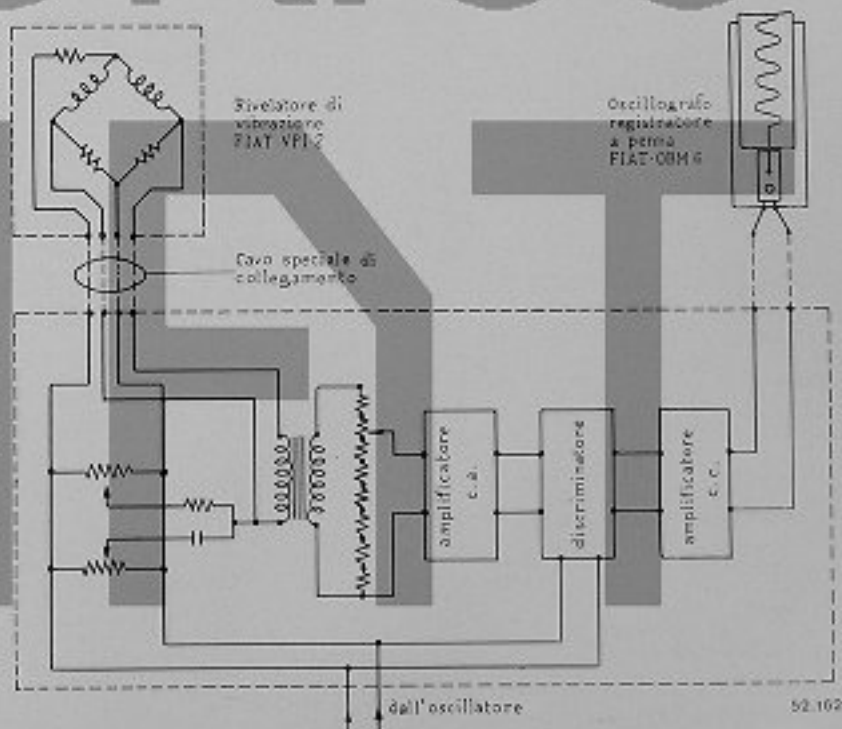 Rivelatore di
vibrazione
FIAT VPI 2
Oscillografo
registratore
a penna
FIAT-OBM 6
Cavo speciale di
collegamento
amplificatore
c.a.
discriminatore
amplificatore
c.c.
dall'oscillatore
52.162